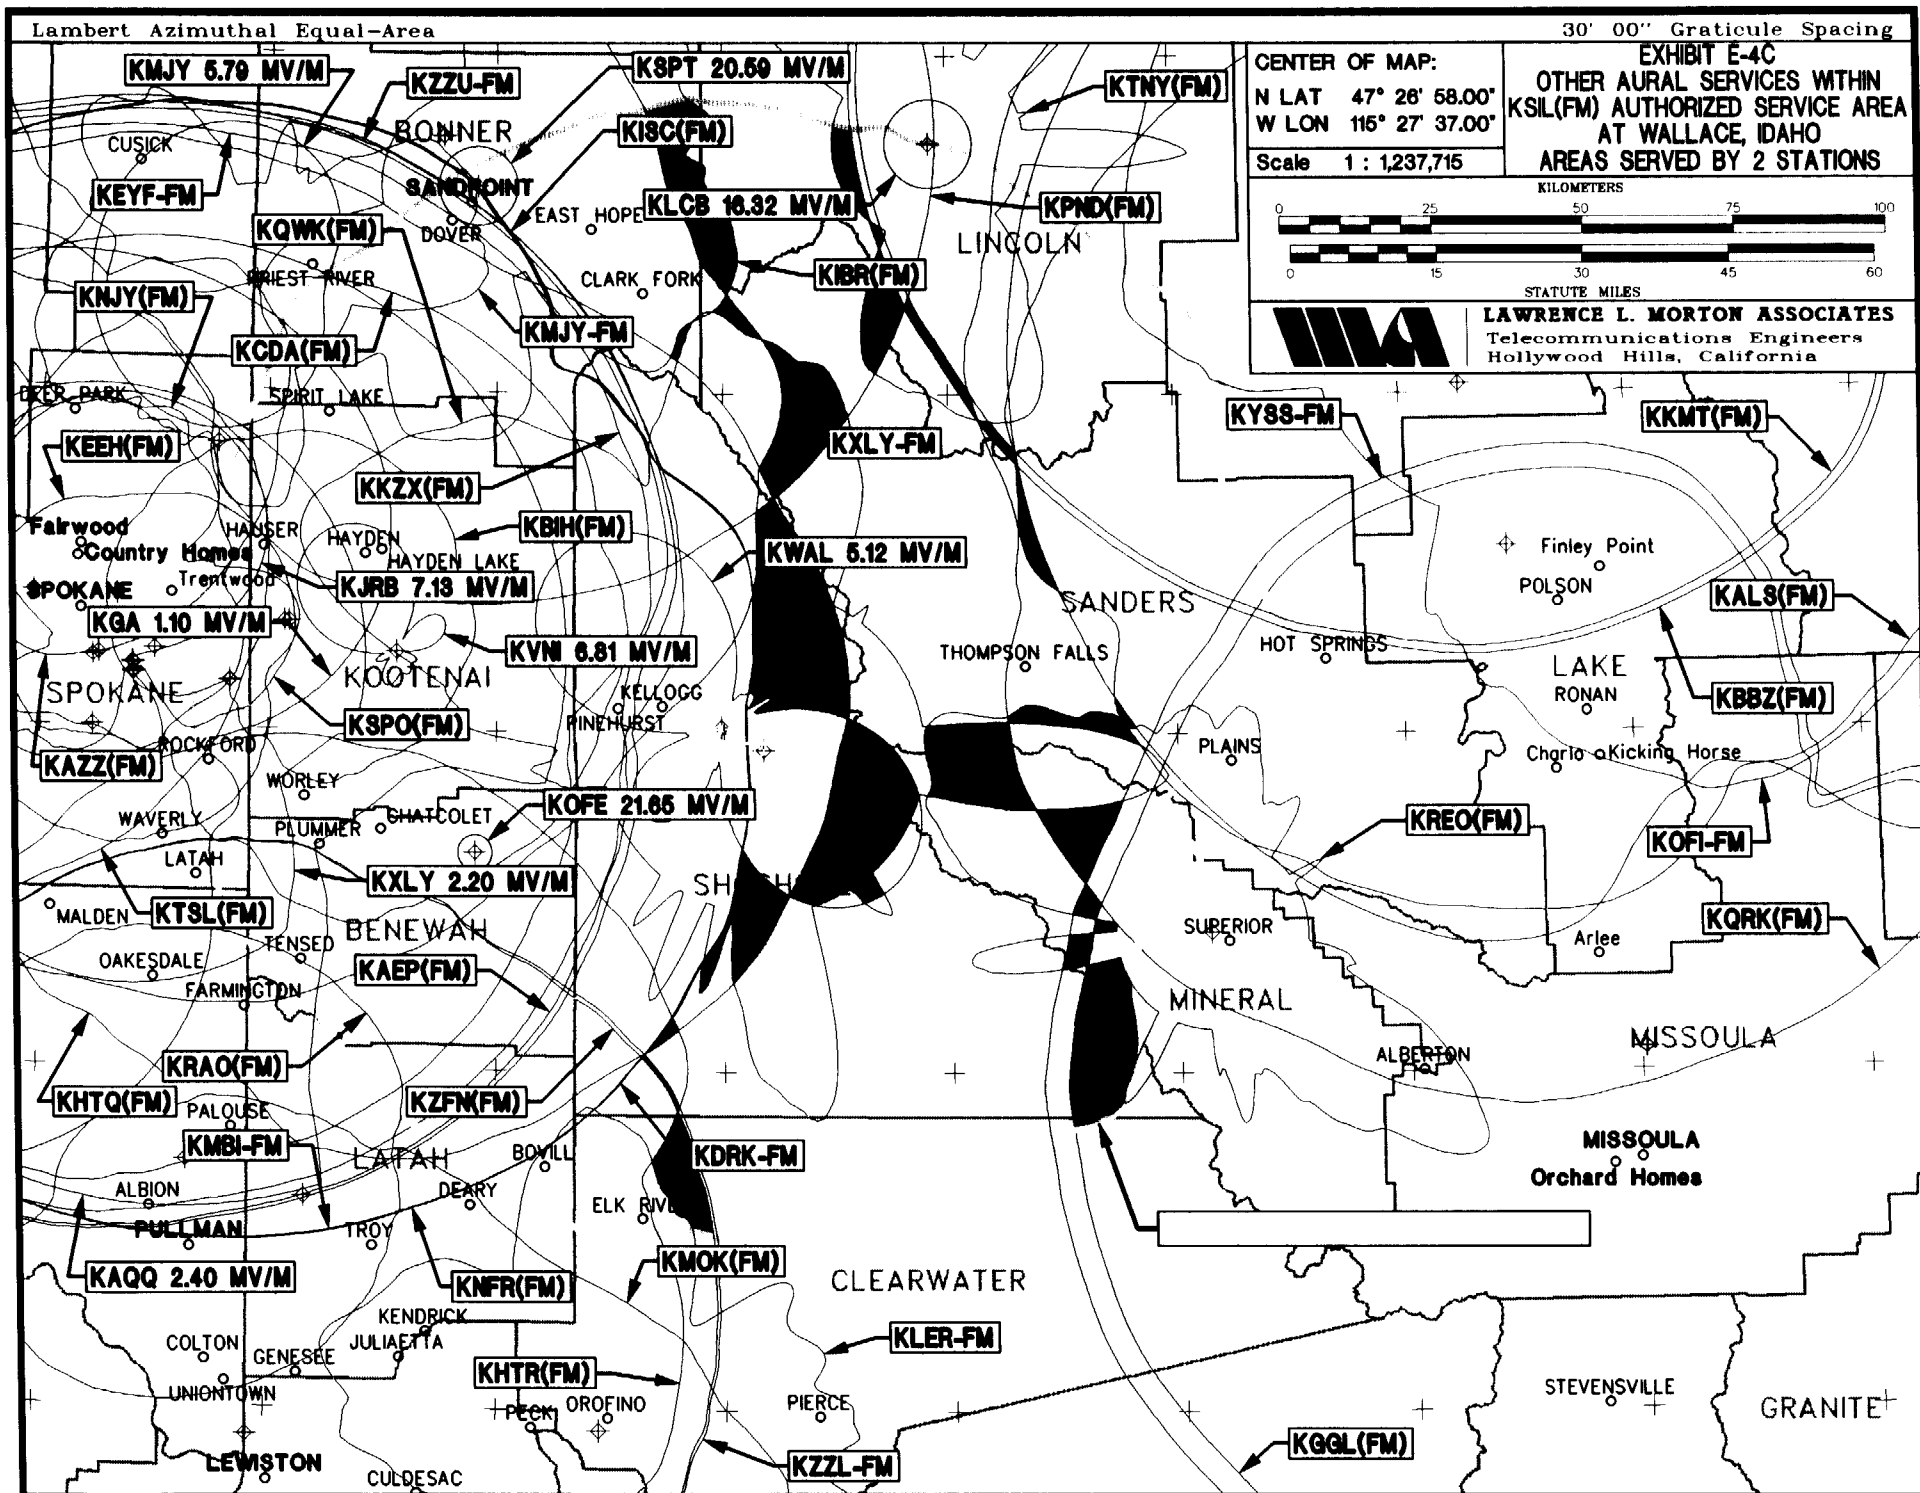 Lambert Azimuthal Equal-Area
30' 00" Graticule Spacing
CENTER OF MAP:
N LAT 47° 26' 58.00"
W LON 115° 27' 37.00"
Scale 1 : 1,237,715
EXHIBIT E-4C
OTHER AURAL SERVICES WITHIN
KSIL(FM) AUTHORIZED SERVICE AREA
AT WALLACE, IDAHO
AREAS SERVED BY 2 STATIONS
KILOMETERS
0 25 50 75 100
0 15 30 45 60
STATUTE MILES
LAWRENCE L. MORTON ASSOCIATES
Telecommunications Engineers
Hollywood Hills, California
KMJY 5.79 MV/M
KZZU-FM
KSPT 20.59 MV/M
KTNY(FM)
BONNER
KISC(FM)
CUSICK
KEYF-FM
SANDPOINT
EAST HOPE
KLCB 16.32 MV/M
KPND(FM)
KQWK(FM)
DOVER
LINCOLN
PRIEST RIVER
CLARK FORK
KIBR(FM)
KNJY(FM)
KMJY-FM
KCDA(FM)
DEER PARK
SPIRIT LAKE
KYSS-FM
KKMT(FM)
KEEH(FM)
KXLY-FM
KKZX(FM)
Fairwood
HAUSER
HAYDEN
KBIH(FM)
Country Homes
HAYDEN LAKE
KWAL 5.12 MV/M
Finley Point
SPOKANE
Trentwood
KJRB 7.13 MV/M
POLSON
SANDERS
KALS(FM)
KGA 1.10 MV/M
KVNI 6.81 MV/M
THOMPSON FALLS
HOT SPRINGS
SPOKANE
KOOTENAI
KELLOGG
LAKE
RONAN
KBBZ(FM)
KSPO(FM)
PINEHURST
ROCKFORD
PLAINS
Charlo
Kicking Horse
KAZZ(FM)
WORLEY
KOFE 21.65 MV/M
WAVERLY
PLUMMER
CHATCOLET
KREO(FM)
KOFI-FM
LATAH
KXLY 2.20 MV/M
MALDEN
KTSL(FM)
BENEWAH
SUPERIOR
KQRK(FM)
TENSED
Arlee
OAKESDALE
KAEP(FM)
FARMINGTON
MINERAL
MISSOULA
KRAO(FM)
ALBERTON
KHTQ(FM)
PALOUSE
KZFN(FM)
KMBI-FM
LATAH
BOVILL
KDRK-FM
MISSOULA
Orchard Homes
ALBION
DEARY
ELK
PULLMAN
TROY
KAQQ 2.40 MV/M
KNFR(FM)
KMOK(FM)
CLEARWATER
KENDRICK
COLTON
GENESEE
JULIAETTA
KLER-FM
UNIONTOWN
KHTR(FM)
PECK
OROFINO
PIERCE
STEVENSVILLE
GRANITE
LEWISTON
CULDESAC
KZZL-FM
KGGL(FM)